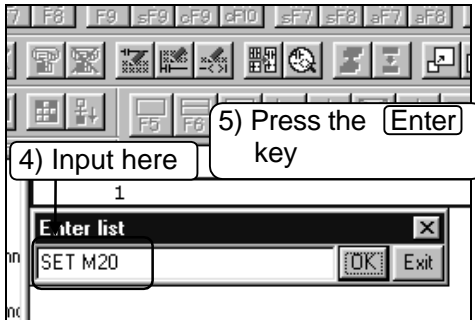 F8 F9 sF9 cF9 cF10 sF7 sF8 aF7 aF8
F5 F6
5) Press the Enter
key
4) Input here
1
Enter list
SET M20
OK Exit